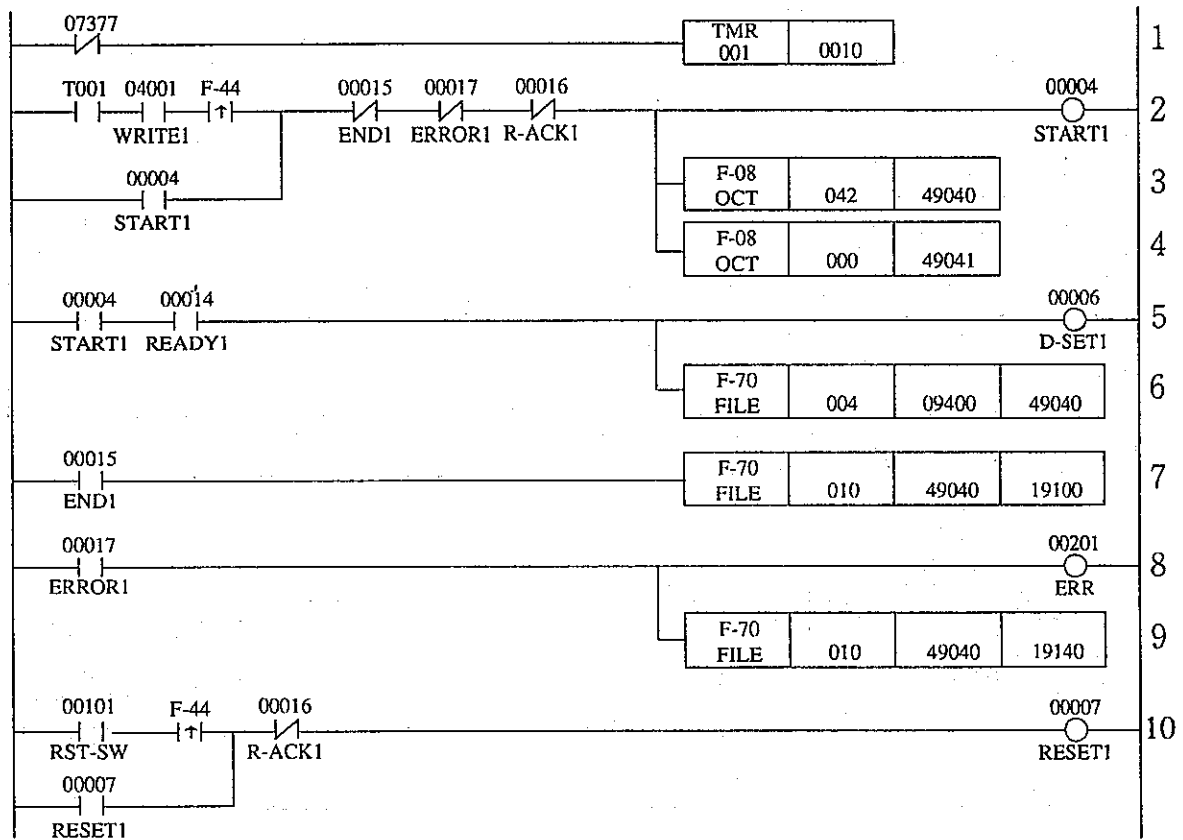 07377
TMR
001 0010 1
T001 04001 F-44 00015 00017 00016 00004
WRITE1 END1 ERROR1 R-ACK1 START1 2
00004
START1
F-08
OCT 042 49040 3
F-08
OCT 000 49041 4
00004 00014 00006
START1 READY1 D-SET1 5
F-70
FILE 004 09400 49040 6
00015
END1
F-70
FILE 010 49040 19100 7
00017 00201
ERROR1 ERR 8
F-70
FILE 010 49040 19140 9
00101 F-44 00016 00007
RST-SW R-ACK1 RESET1 10
00007
RESET1